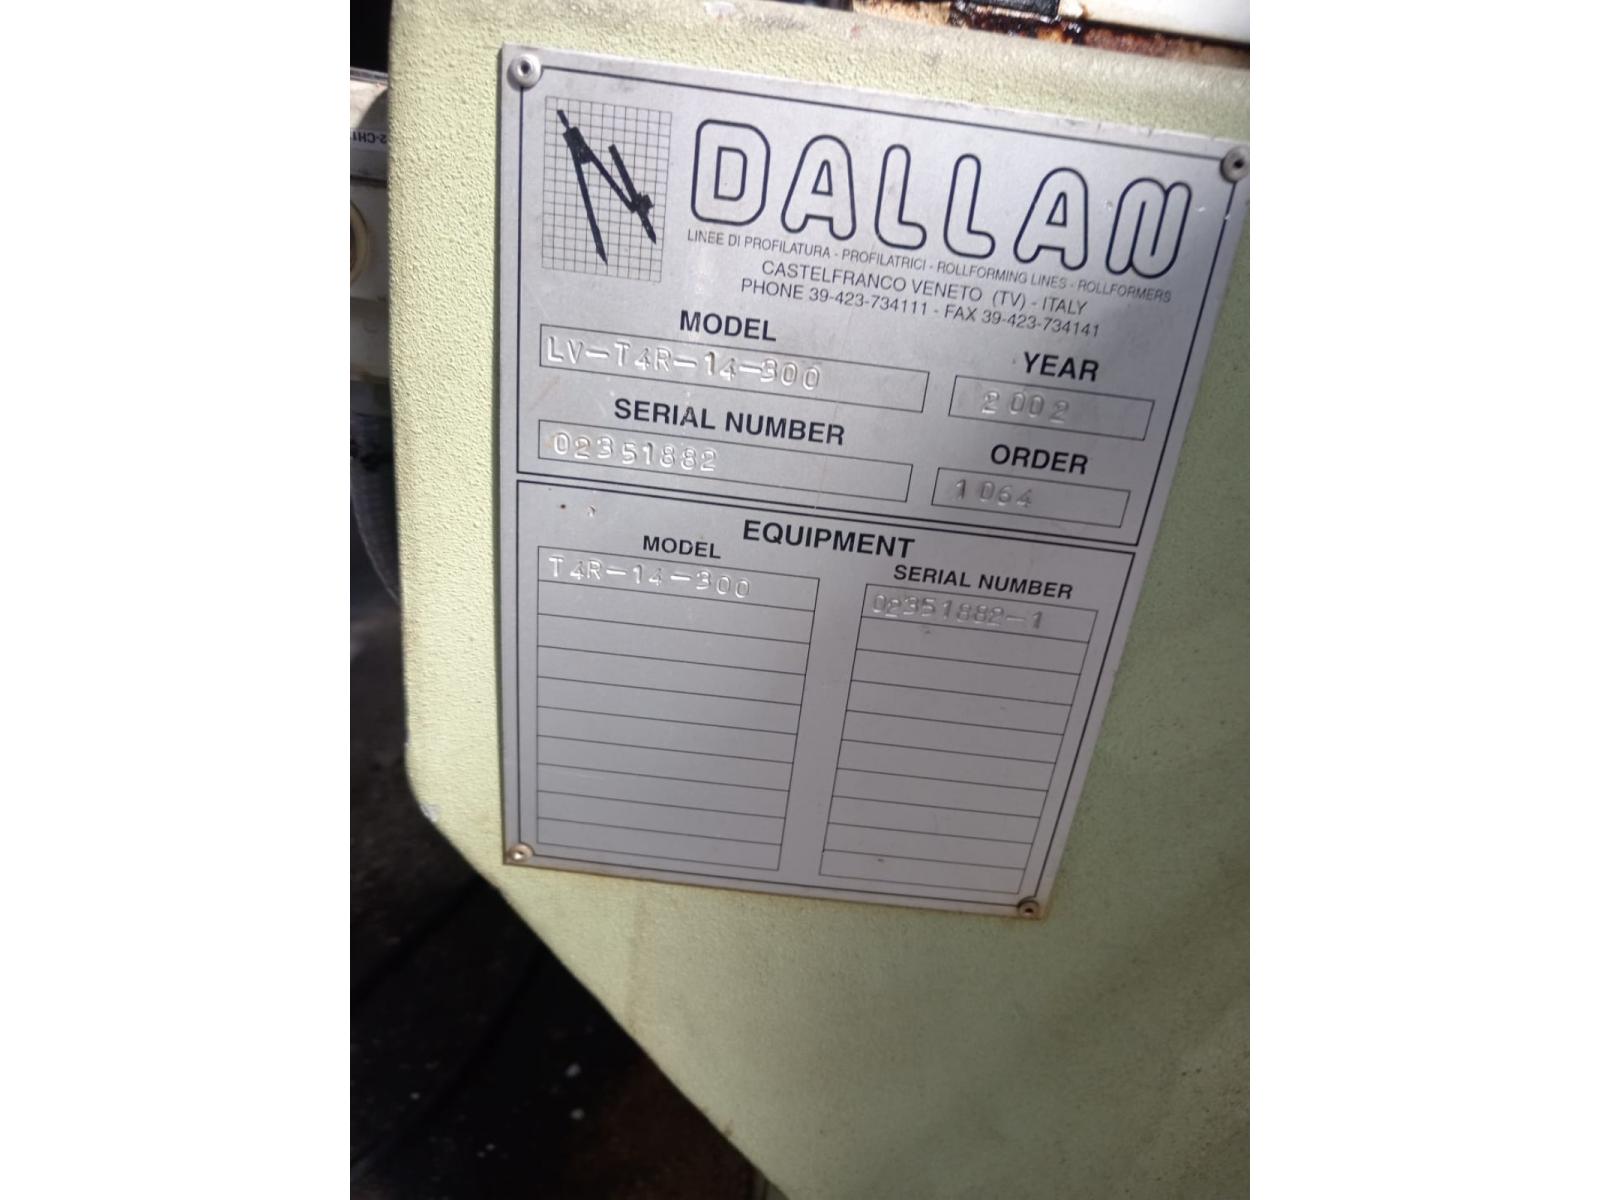 DALLAN
LINEE DI PROFILATURA - PROFILATRICI - ROLLFORMING LINES - ROLLFORMERS
CASTELFRANCO VENETO (TV) - ITALY
PHONE 39-423-734111 - FAX 39-423-734141
MODEL
LV-T4R-14-300
YEAR
2002
SERIAL NUMBER
02351882
ORDER
1064
EQUIPMENT
MODEL
SERIAL NUMBER
T4R-14-300
02351882-1